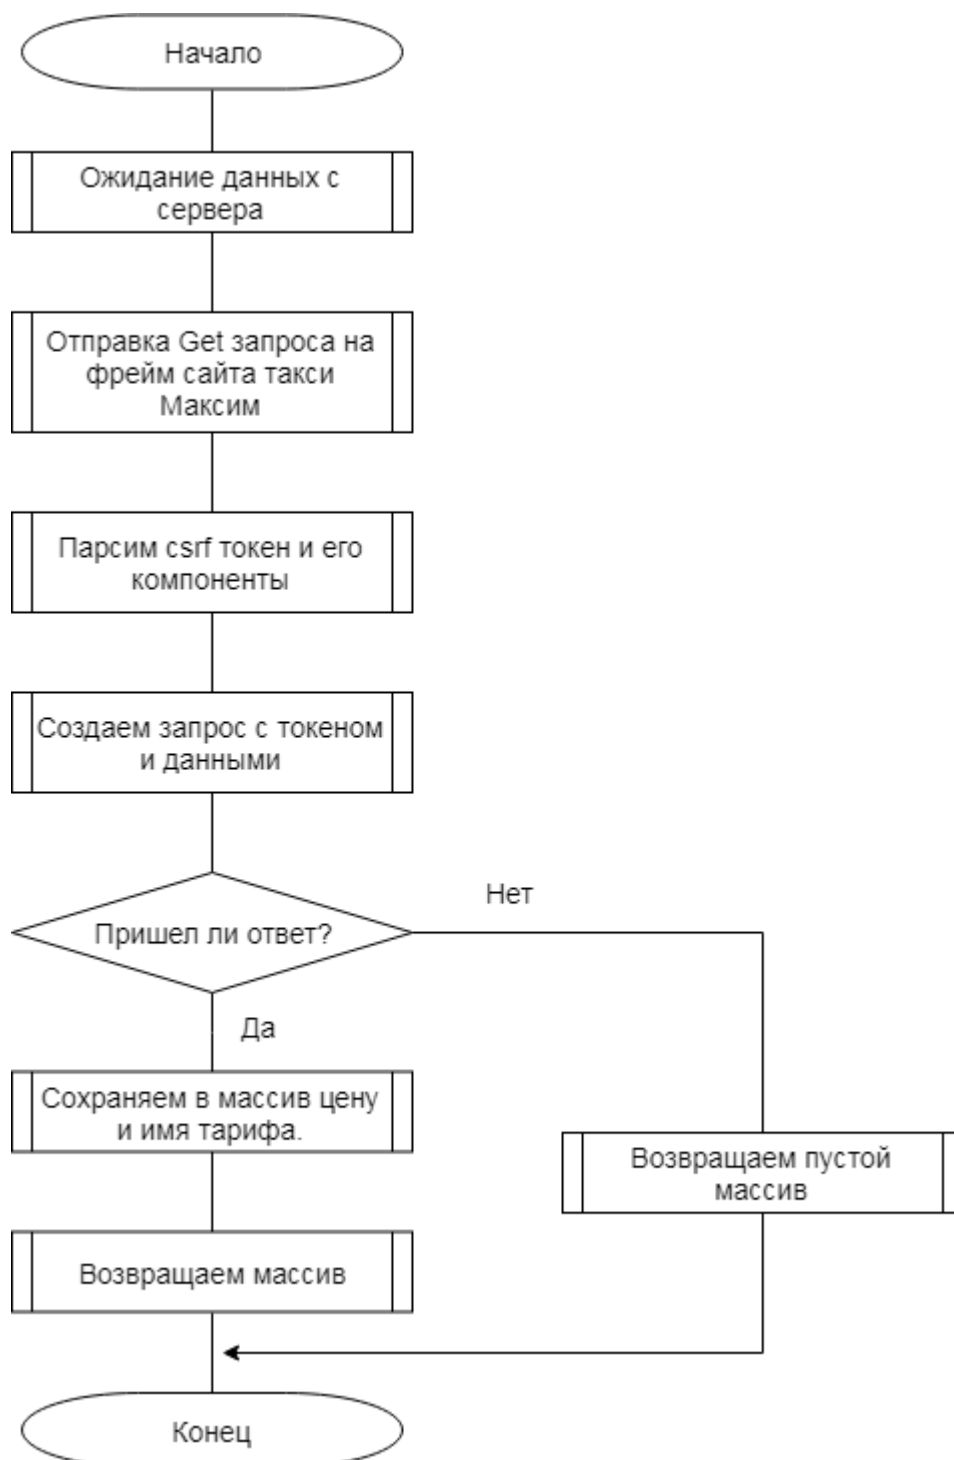 Начало
Ожидание данных с
сервера
Отправка Get запроса на
фрейм сайта такси
Максим
Парсим csrf токен и его
компоненты
Создаем запрос с токеном
и данными
Нет
Пришел ли ответ?
Да
Сохраняем в массив цену
и имя тарифа.
Возвращаем пустой
массив
Возвращаем массив
Конец